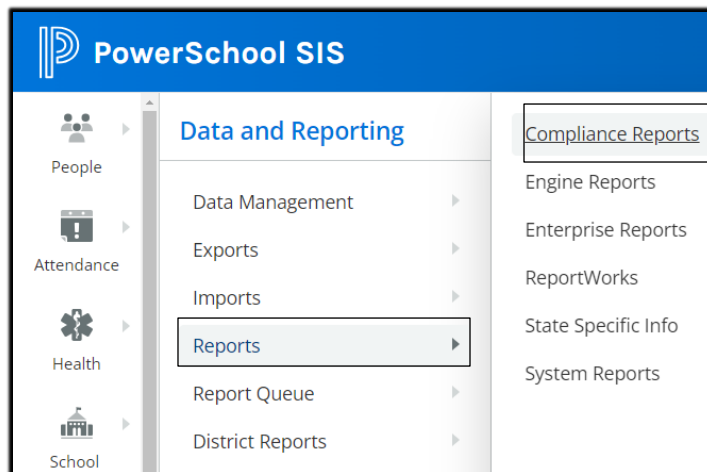 PowerSchool SIS
People
Attendance
Health
School
Data and Reporting
Data Management
Exports
Imports
Reports
Report Queue
District Reports
Compliance Reports
Engine Reports
Enterprise Reports
ReportWorks
State Specific Info
System Reports